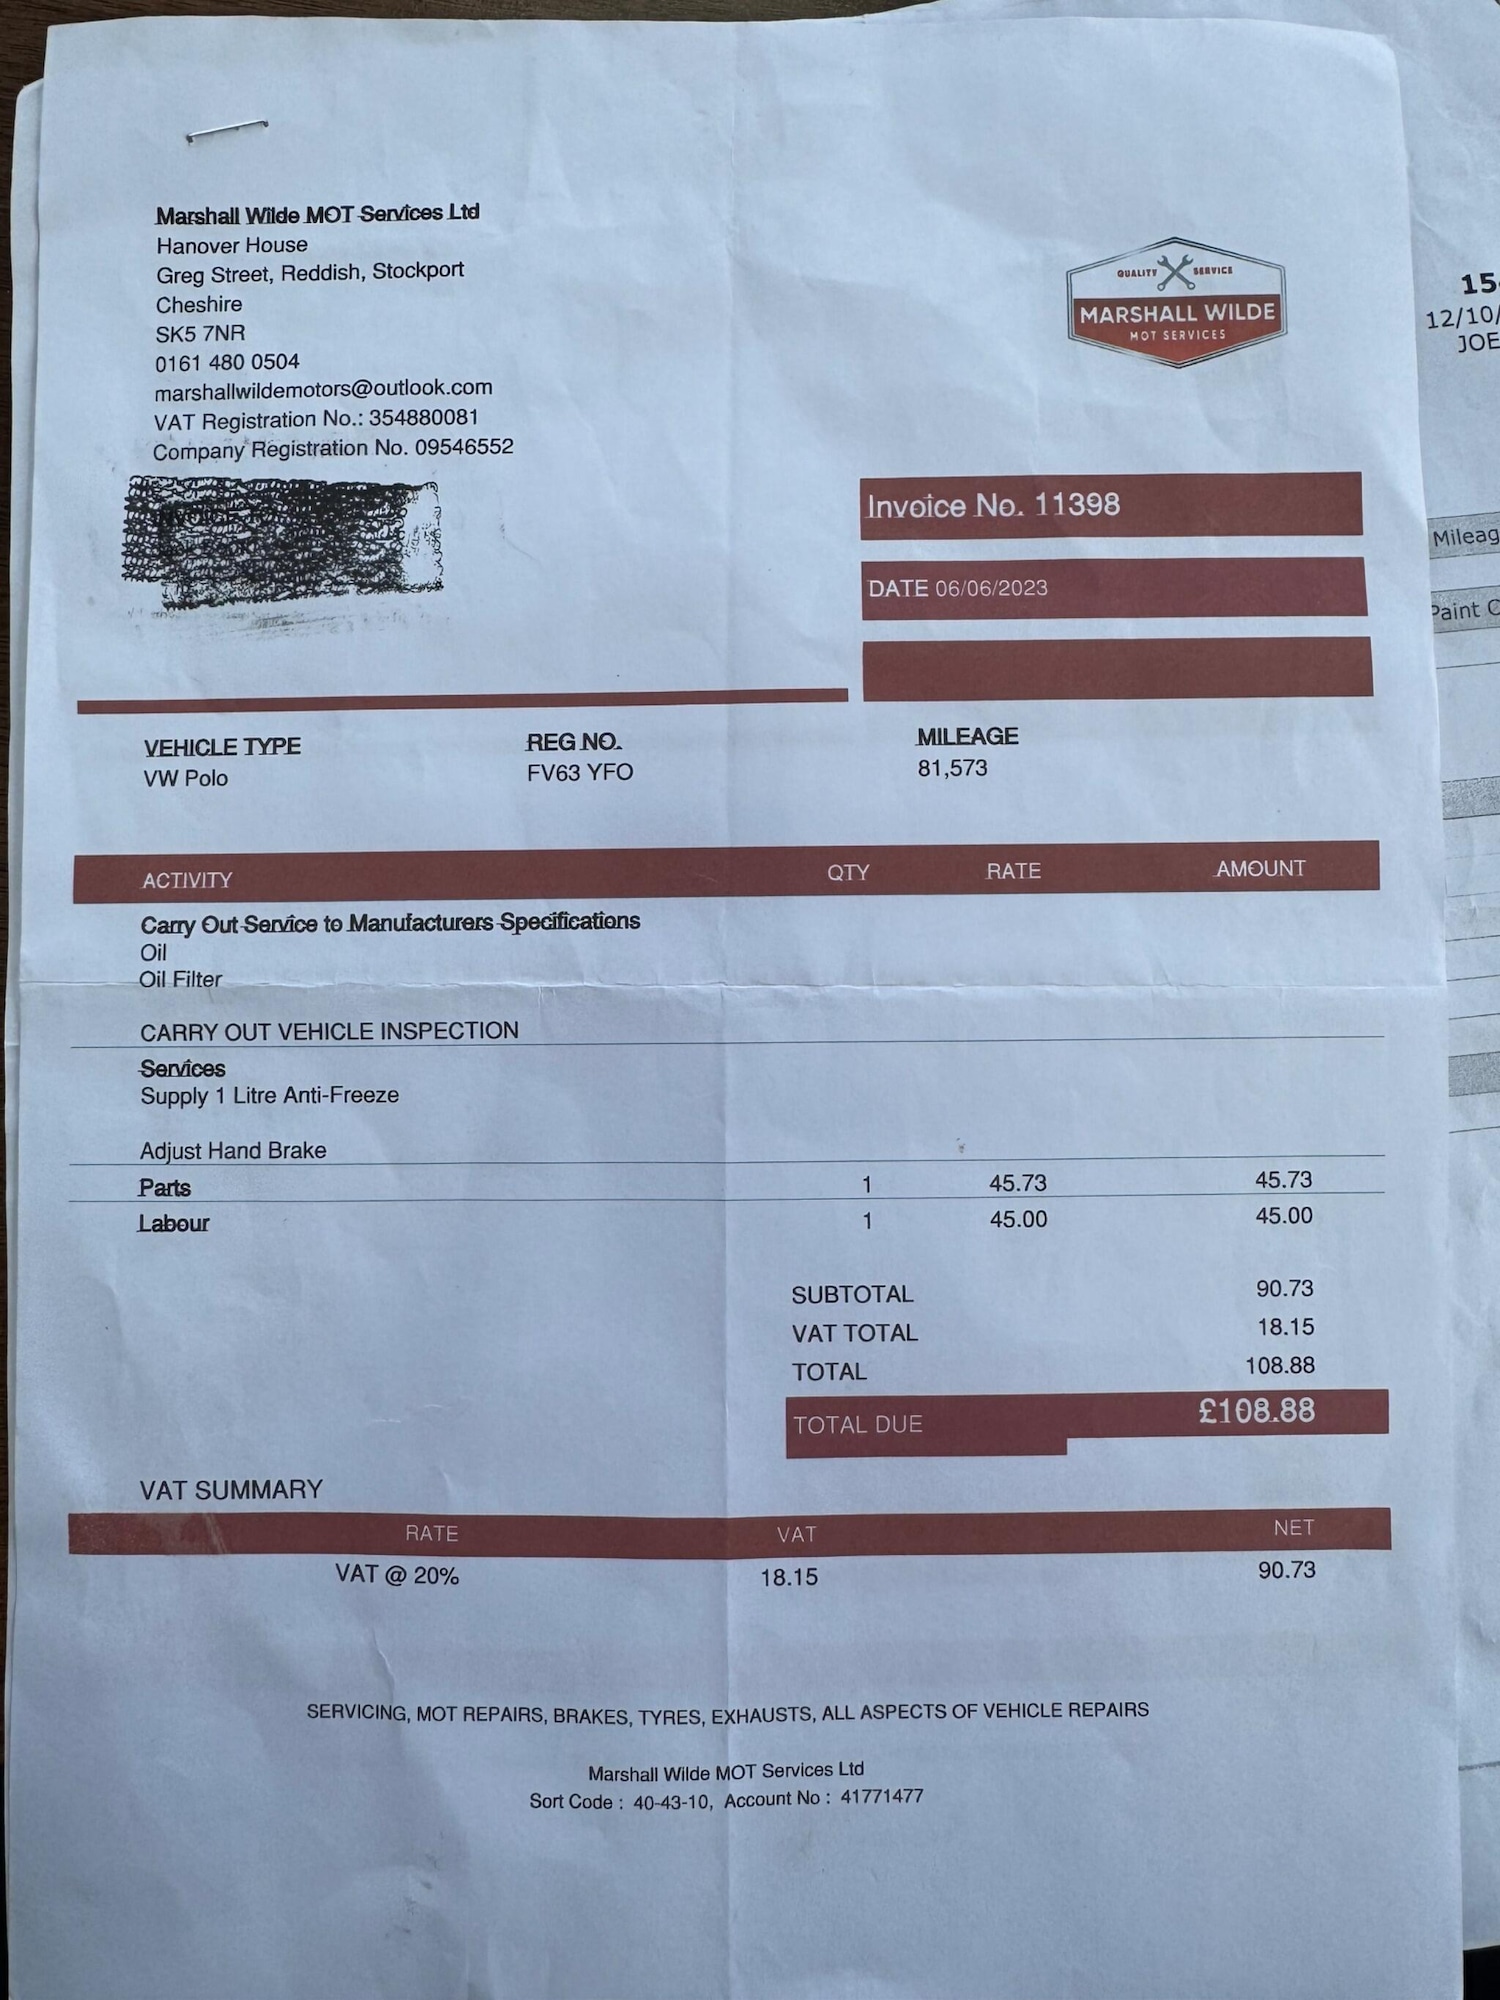 Marshall Wilde MOT Services Ltd
Hanover House
Greg Street, Reddish, Stockport
Cheshire
SK5 7NR
0161 480 0504
marshallwildemotors@outlook.com
VAT Registration No.: 354880081
Company Registration No. 09546552
QUALITY SERVICE
MARSHALL WILDE
MOT SERVICES
Invoice No. 11398
DATE 06/06/2023
VEHICLE TYPE REG NO. MILEAGE
VW Polo FV63 YFO 81,573
ACTIVITY QTY RATE AMOUNT
Carry Out Service to Manufacturers Specifications
Oil
Oil Filter
CARRY OUT VEHICLE INSPECTION
Services
Supply 1 Litre Anti-Freeze
Adjust Hand Brake
Parts 1 45.73 45.73
Labour 1 45.00 45.00
SUBTOTAL 90.73
VAT TOTAL 18.15
TOTAL 108.88
TOTAL DUE £108.88
VAT SUMMARY
RATE VAT NET
VAT @ 20% 18.15 90.73
SERVICING, MOT REPAIRS, BRAKES, TYRES, EXHAUSTS, ALL ASPECTS OF VEHICLE REPAIRS
Marshall Wilde MOT Services Ltd
Sort Code : 40-43-10, Account No : 41771477
15
12/10/
JOE
Mileag
Paint C